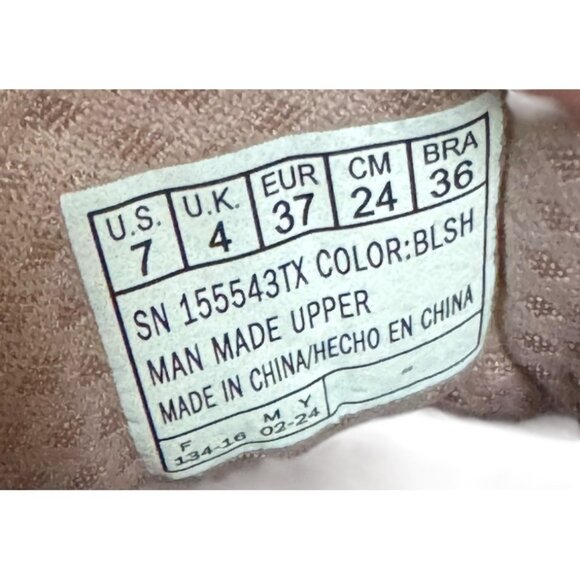 U.S. U.K. EUR CM BRA
7 4 37 24 36
SN 155543TX COLOR:BLSH
MAN MADE UPPER
MADE IN CHINA/HECHO EN CHINA
F M Y
134-16 02-24 -